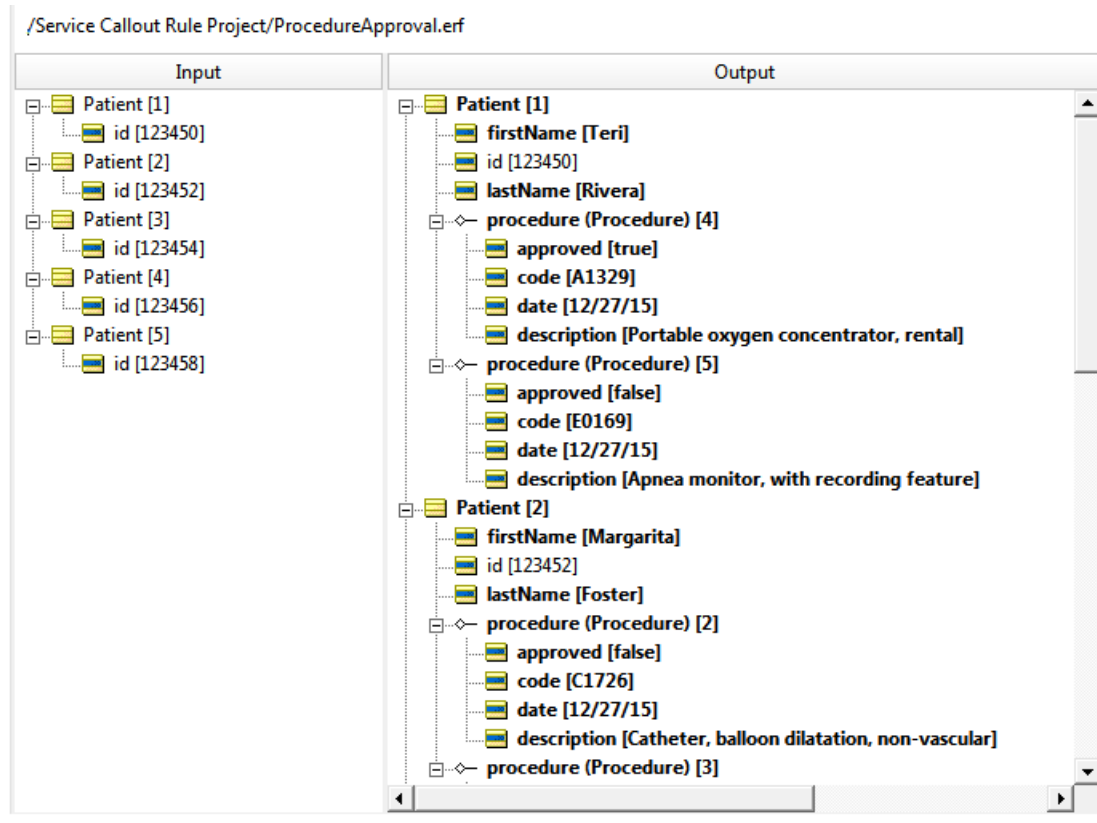 /Service Callout Rule Project/ProcedureApproval.erf
Input
Patient [1]
id [123450]
Patient [2]
id [123452]
Patient [3]
id [123454]
Patient [4]
id [123456]
Patient [5]
id [123458]
Output
Patient [1]
firstName [Teri]
id [123450]
lastName [Rivera]
procedure (Procedure) [4]
approved [true]
code [A1329]
date [12/27/15]
description [Portable oxygen concentrator, rental]
procedure (Procedure) [5]
approved [false]
code [E0169]
date [12/27/15]
description [Apnea monitor, with recording feature]
Patient [2]
firstName [Margarita]
id [123452]
lastName [Foster]
procedure (Procedure) [2]
approved [false]
code [C1726]
date [12/27/15]
description [Catheter, balloon dilatation, non-vascular]
procedure (Procedure) [3]